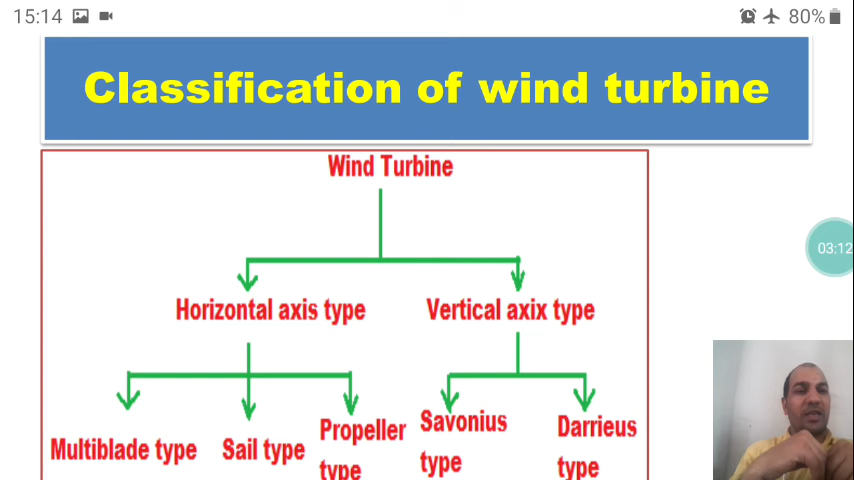 15:14
80%
Classification of wind turbine
Wind Turbine
03:12
Horizontal axis type
Vertical axix type
Multiblade type
Sail type
Propeller
type
Savonius
type
Darrieus
type